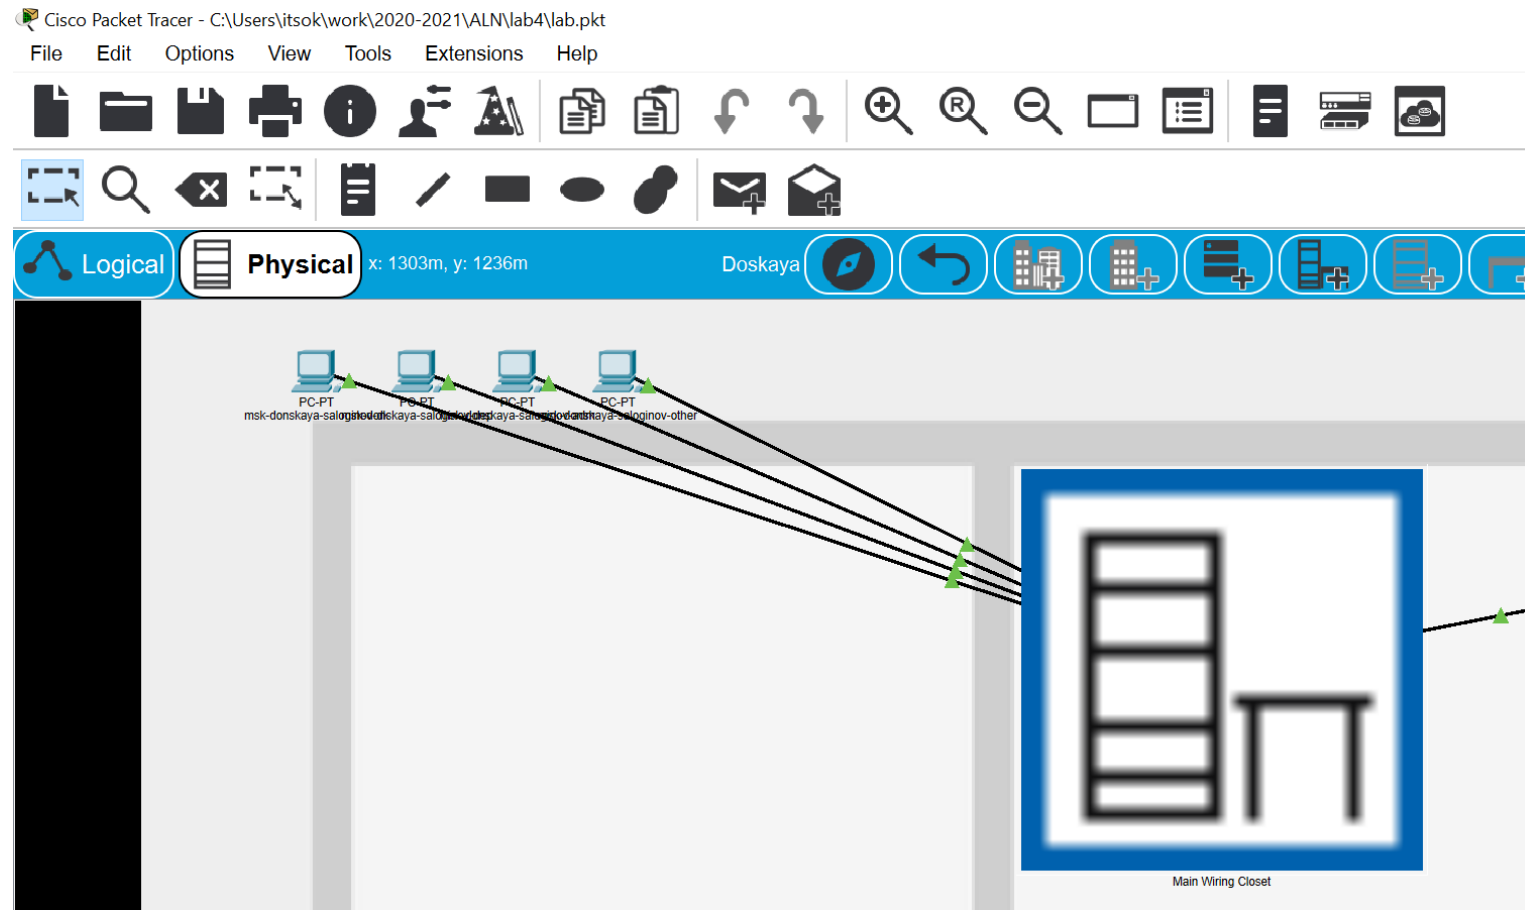 Cisco Packet Tracer - C:\Users\itsok\work\2020-2021\ALN\lab4\lab.pkt
File Edit Options View Tools Extensions Help
Logical Physical x: 1303m, y: 1236m Doskaya
PC-PT PC-PT PC-PT PC-PT
msk-donskaya-saloginov-other
Main Wiring Closet